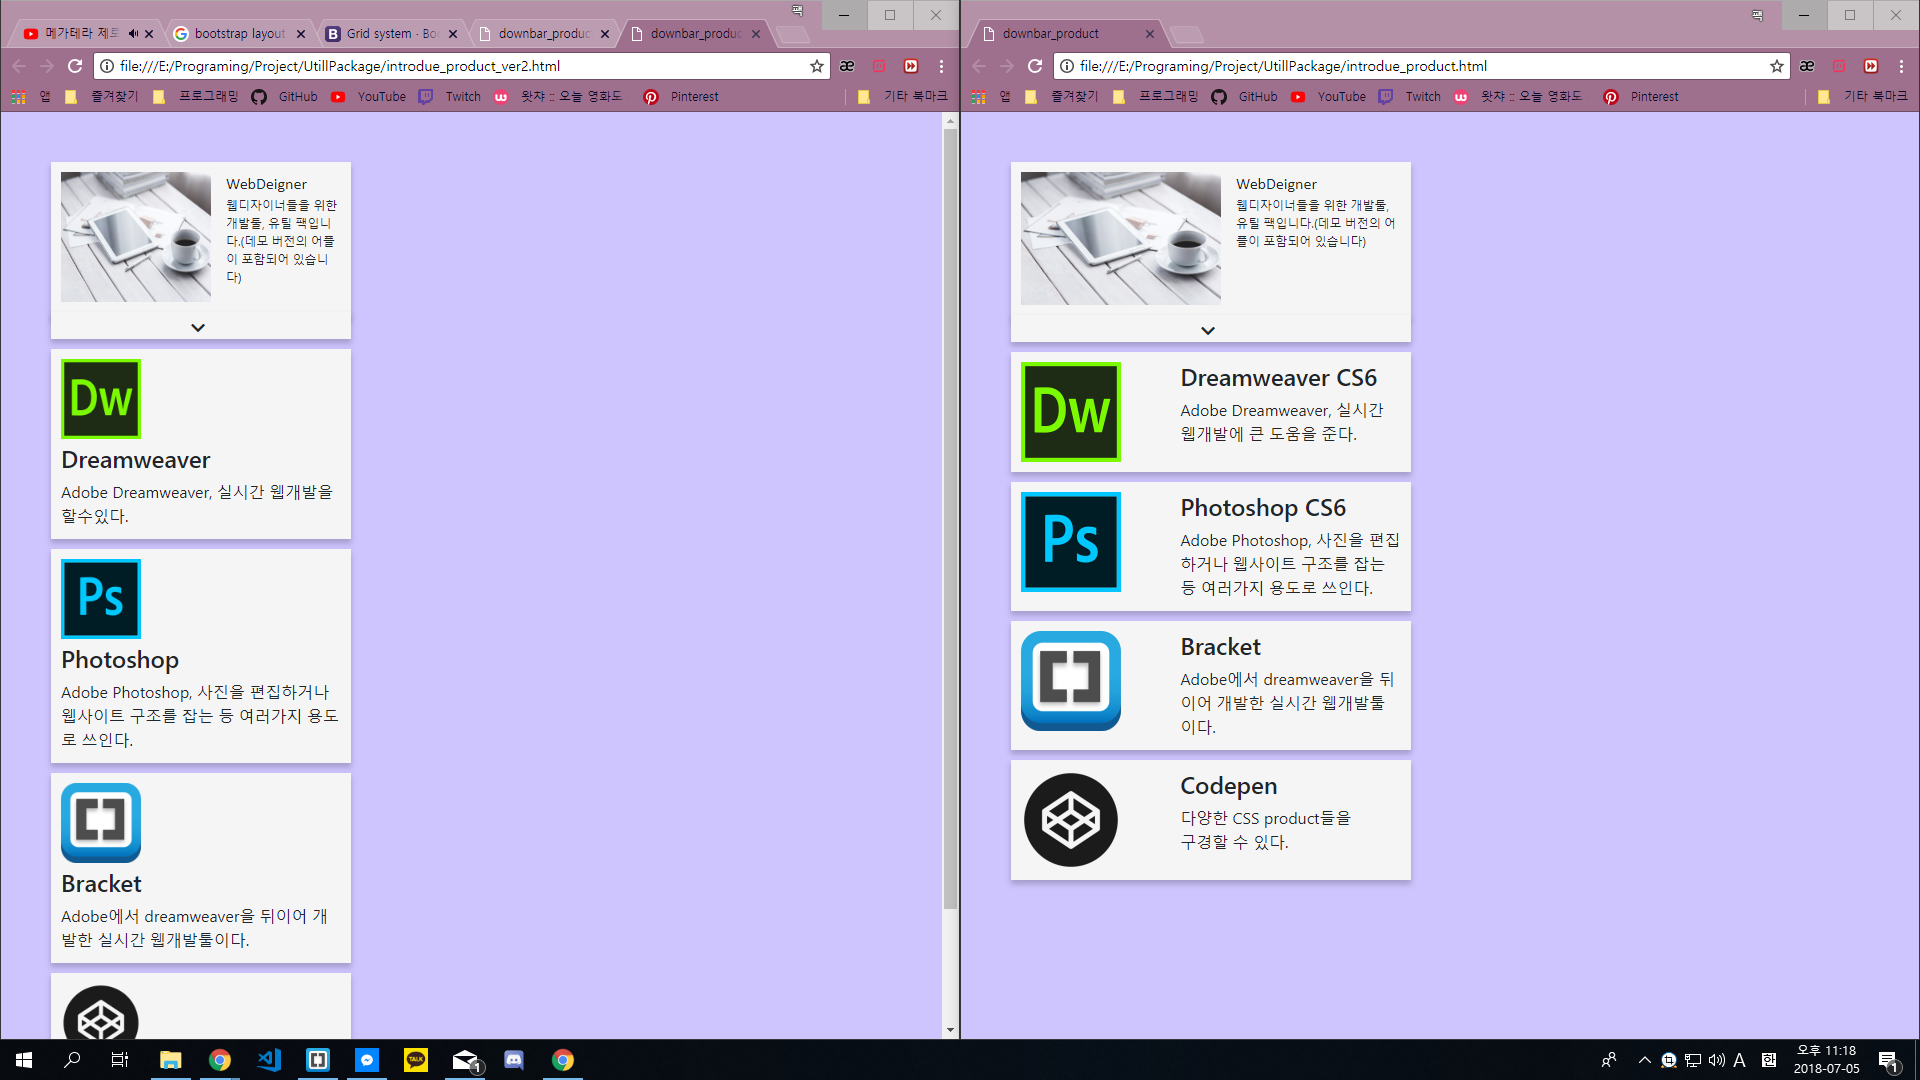 메가테라 제로
bootstrap layout
Grid system · Boo
downbar_produc
downbar_produc
file:///E:/Programing/Project/UtillPackage/introdue_product_ver2.html
앱
즐겨찾기
프로그래밍
GitHub
YouTube
Twitch
왓챠 :: 오늘 영화도
Pinterest
기타 북마크
WebDeigner
웹디자이너들을 위한
개발툴, 유틸 팩입니
다.(데모 버전의 어플
이 포함되어 있습니
다)
Dw
Dreamweaver
Adobe Dreamweaver, 실시간 웹개발을
할수있다.
Ps
Photoshop
Adobe Photoshop, 사진을 편집하거나
웹사이트 구조를 잡는 등 여러가지 용도
로 쓰인다.
Bracket
Adobe에서 dreamweaver을 뒤이어 개
발한 실시간 웹개발툴이다.
downbar_product
file:///E:/Programing/Project/UtillPackage/introdue_product.html
앱
즐겨찾기
프로그래밍
GitHub
YouTube
Twitch
왓챠 :: 오늘 영화도
Pinterest
기타 북마크
WebDeigner
웹디자이너들을 위한 개발툴,
유틸 팩입니다.(데모 버전의 어
플이 포함되어 있습니다)
Dw
Dreamweaver CS6
Adobe Dreamweaver, 실시간
웹개발에 큰 도움을 준다.
Ps
Photoshop CS6
Adobe Photoshop, 사진을 편집
하거나 웹사이트 구조를 잡는
등 여러가지 용도로 쓰인다.
Bracket
Adobe에서 dreamweaver을 뒤
이어 개발한 실시간 웹개발툴
이다.
Codepen
다양한 CSS product들을
구경할 수 있다.
TALK
1
A
한
오후 11:18
2018-07-05
1